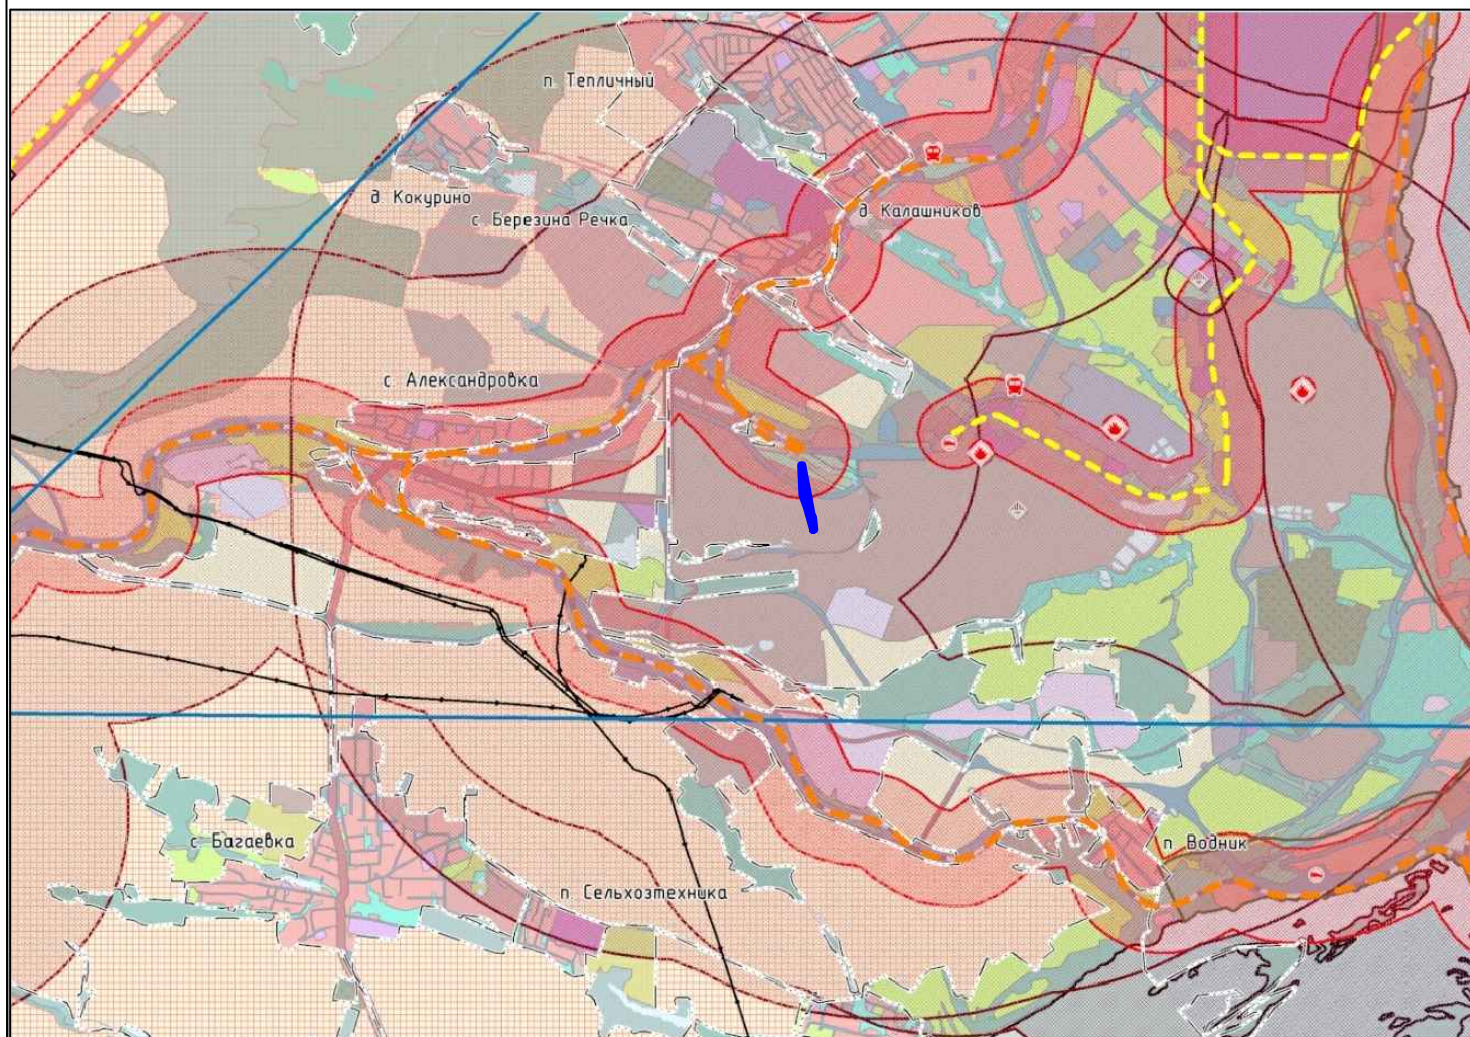 п. Тепличный
д. Кокурино
с. Березина Речка
д. Калашников
с. Александровка
с. Багаевка
п. Водник
п. Сельхозтехника